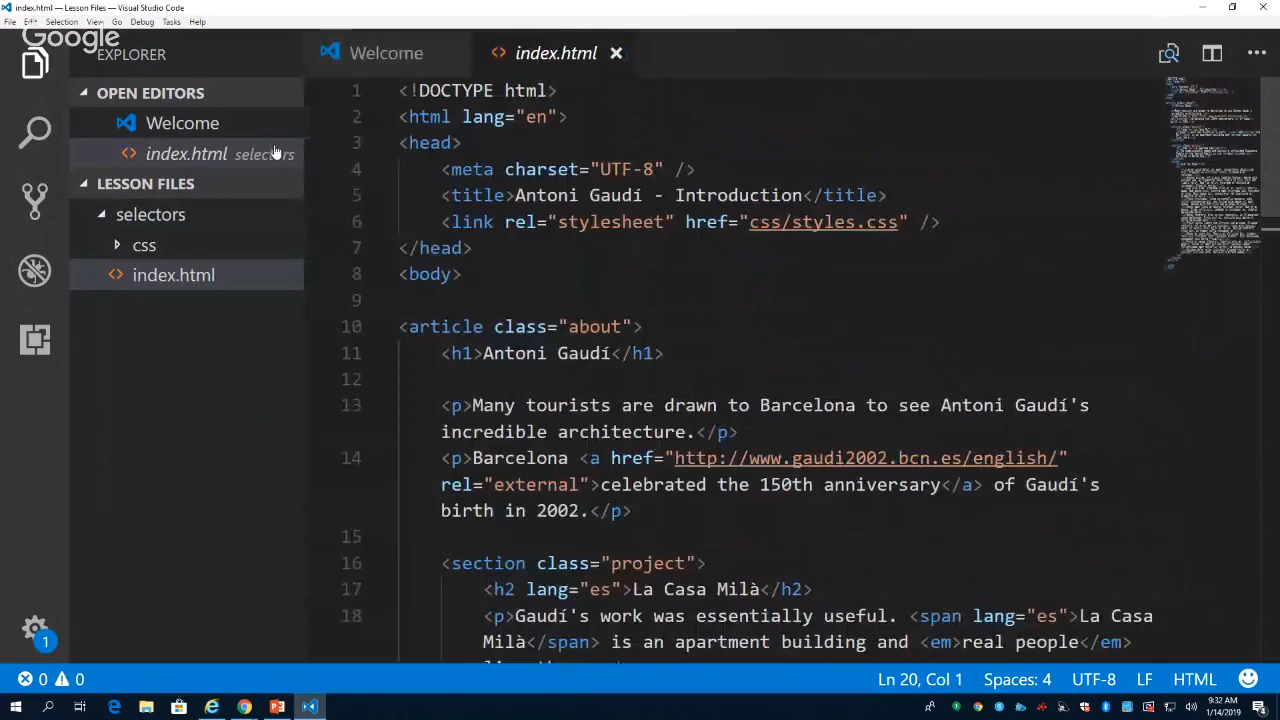 index.html — Lesson Files — Visual Studio Code
File Edit Selection View Go Debug Tasks Help
Google
EXPLORER
Welcome
index.html
OPEN EDITORS
Welcome
index.html selectors
LESSON FILES
selectors
css
index.html
1 <!DOCTYPE html>
2 <html lang="en">
3 <head>
4 <meta charset="UTF-8" />
5 <title>Antoni Gaudí - Introduction</title>
6 <link rel="stylesheet" href="css/styles.css" />
7 </head>
8 <body>
9
10 <article class="about">
11 <h1>Antoni Gaudí</h1>
12
13 <p>Many tourists are drawn to Barcelona to see Antoni Gaudí's
incredible architecture.</p>
14 <p>Barcelona <a href="http://www.gaudi2002.bcn.es/english/"
rel="external">celebrated the 150th anniversary</a> of Gaudí's
birth in 2002.</p>
15
16 <section class="project">
17 <h2 lang="es">La Casa Milà</h2>
18 <p>Gaudí's work was essentially useful. <span lang="es">La Casa
Milà</span> is an apartment building and <em>real people</em>
1
0 0
Ln 20, Col 1 Spaces: 4 UTF-8 LF HTML
9:32 AM
1/14/2019
4